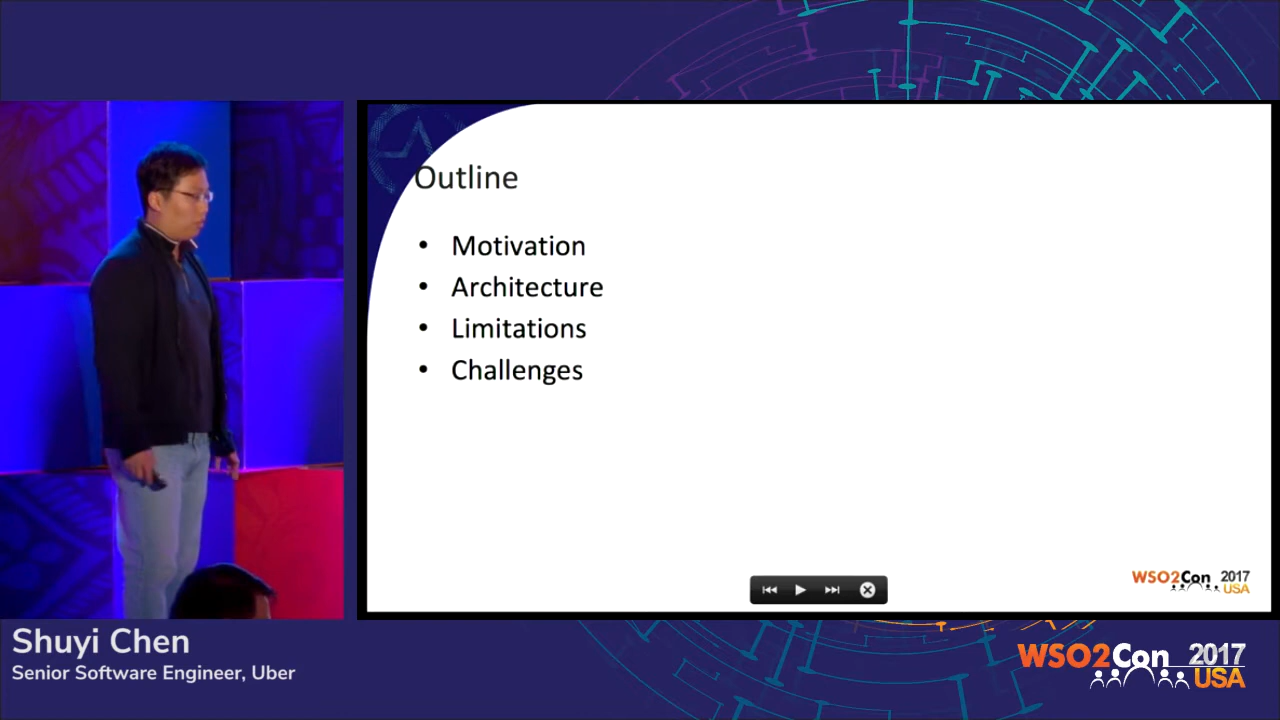 Outline
• Motivation
• Architecture
• Limitations
• Challenges
WSO2Con 2017
USA
Shuyi Chen
Senior Software Engineer, Uber
WSO2Con 2017
USA